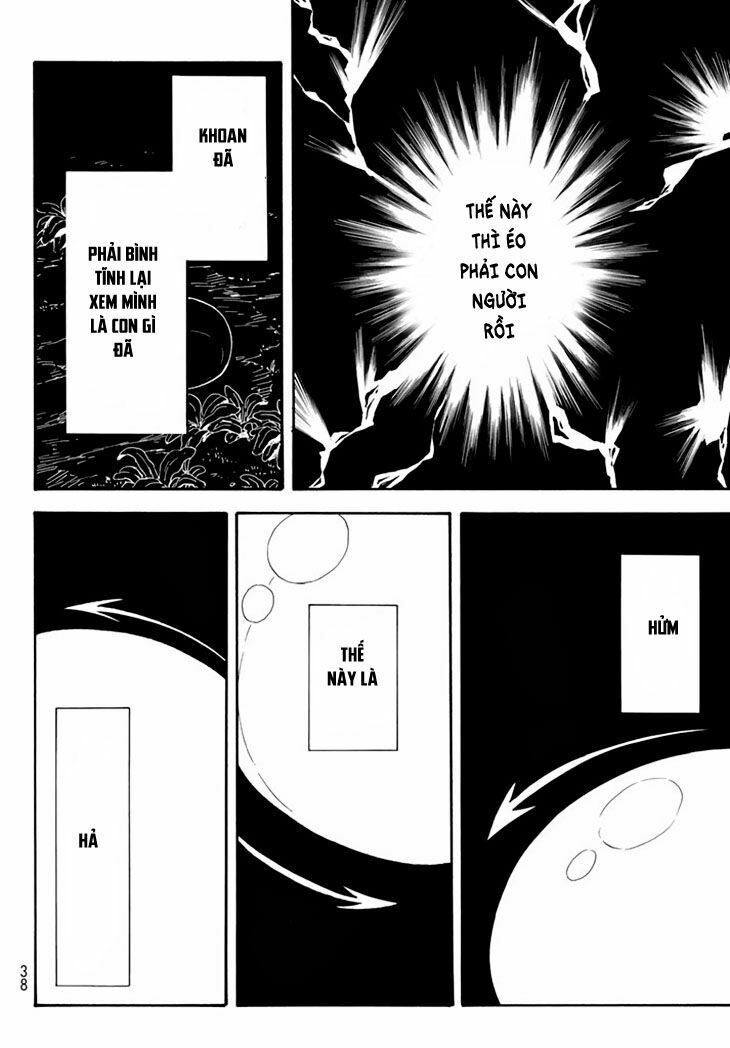 THẾ NÀY
THÌ ÉO
PHẢI CON
NGƯỜI
RỒI
KHOAN
ĐÃ
PHẢI BÌNH
TĨNH LẠI
XEM MÌNH
LÀ CON GÌ
ĐÃ
HỬM
THẾ
NÀY LÀ
HẢ
38